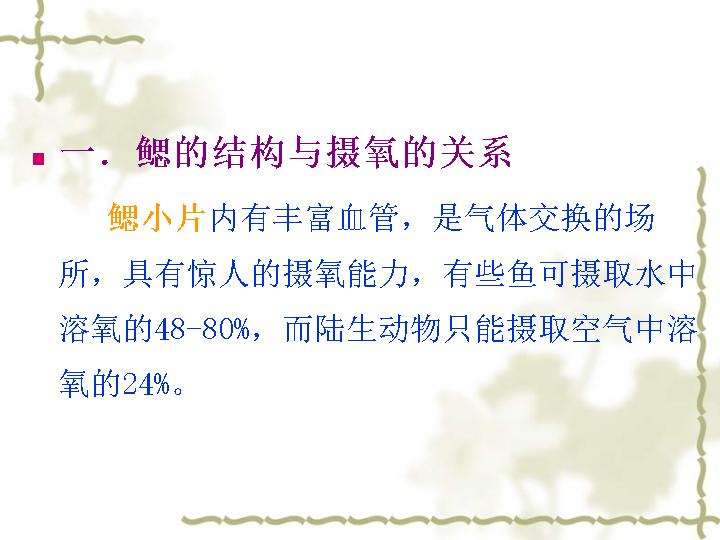 一．鳃的结构与摄氧的关系
鳃小片内有丰富血管，是气体交换的场
所，具有惊人的摄氧能力，有些鱼可摄取水中
溶氧的48-80%，而陆生动物只能摄取空气中溶
氧的24%。